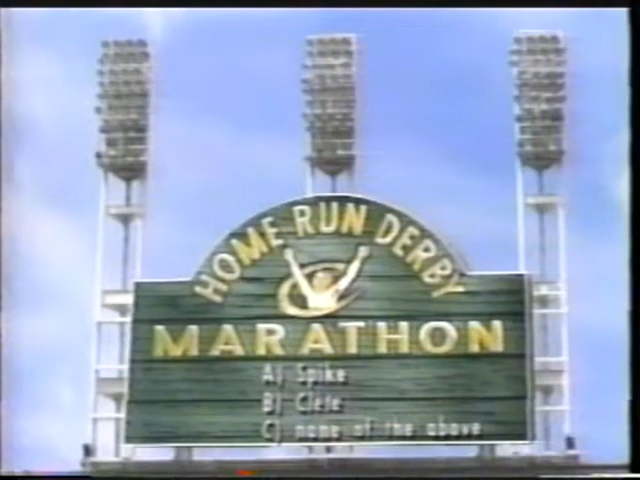 HOME RUN DERBY
MARATHON
A) Spike
B) Clete
C) none of the above